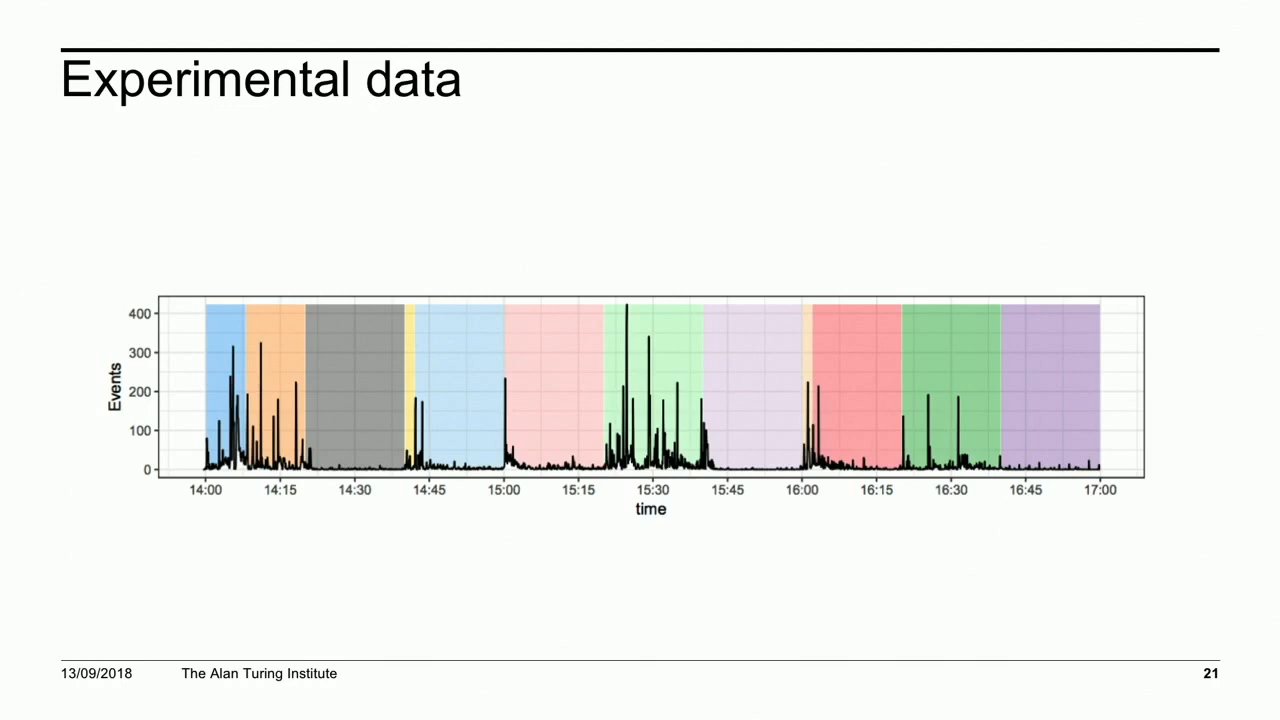 Experimental data
Events
400
300
200
100
0
14:00 14:15 14:30 14:45 15:00 15:15 15:30 15:45 16:00 16:15 16:30 16:45 17:00
time
13/09/2018 The Alan Turing Institute 21